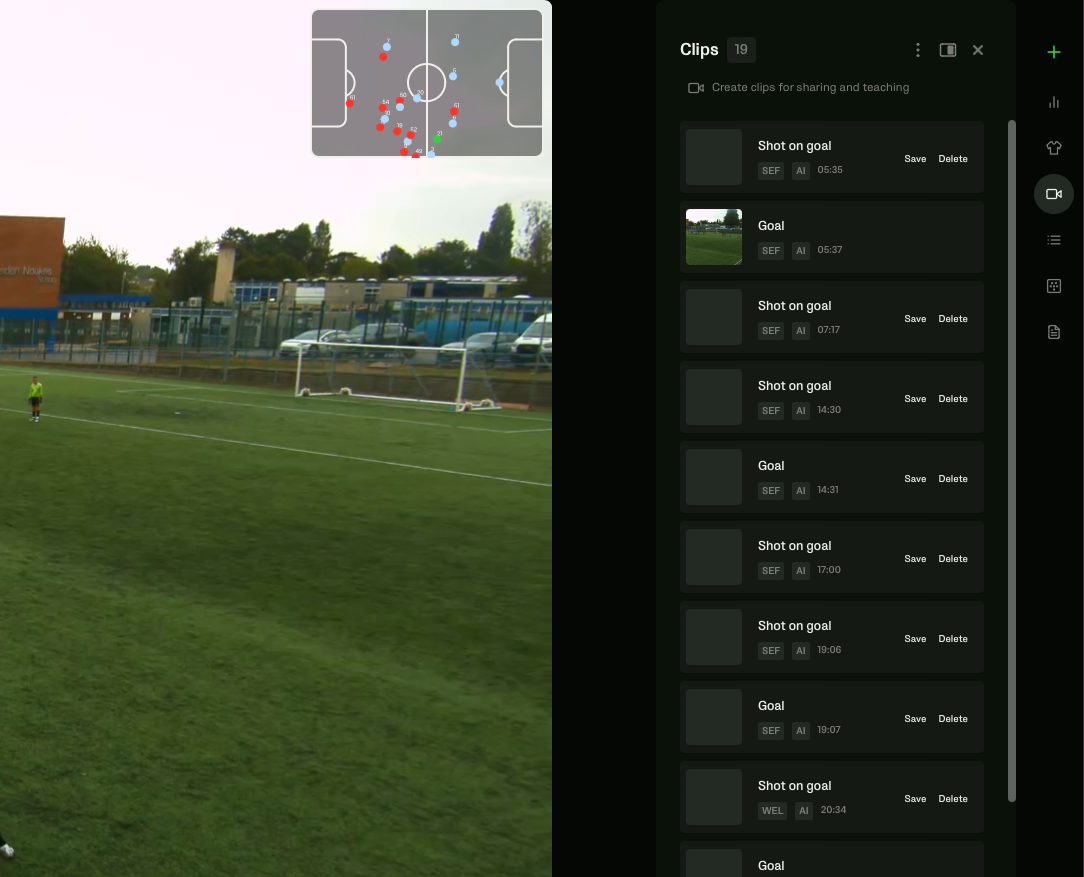 Clips 19
Create clips for sharing and teaching
Shot on goal
SEF AI 05:35
Save Delete
Goal
SEF AI 05:37
Shot on goal
SEF AI 07:17
Save Delete
Shot on goal
SEF AI 14:30
Save Delete
Goal
SEF AI 14:31
Save Delete
Shot on goal
SEF AI 17:00
Save Delete
Shot on goal
SEF AI 19:06
Save Delete
Goal
SEF AI 19:07
Save Delete
Shot on goal
WEL AI 20:34
Save Delete
Goal